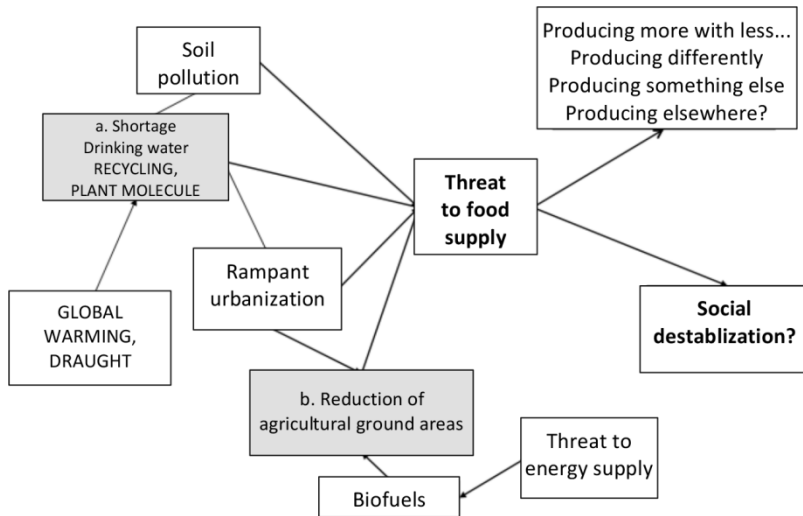 Soil
pollution
Producing more with less...
Producing differently
Producing something else
Producing elsewhere?
a. Shortage
Drinking water
RECYCLING,
PLANT MOLECULE
Threat
to food
supply
Rampant
urbanization
GLOBAL
WARMING,
DRAUGHT
Social
destablization?
b. Reduction of
agricultural ground areas
Threat to
energy supply
Biofuels